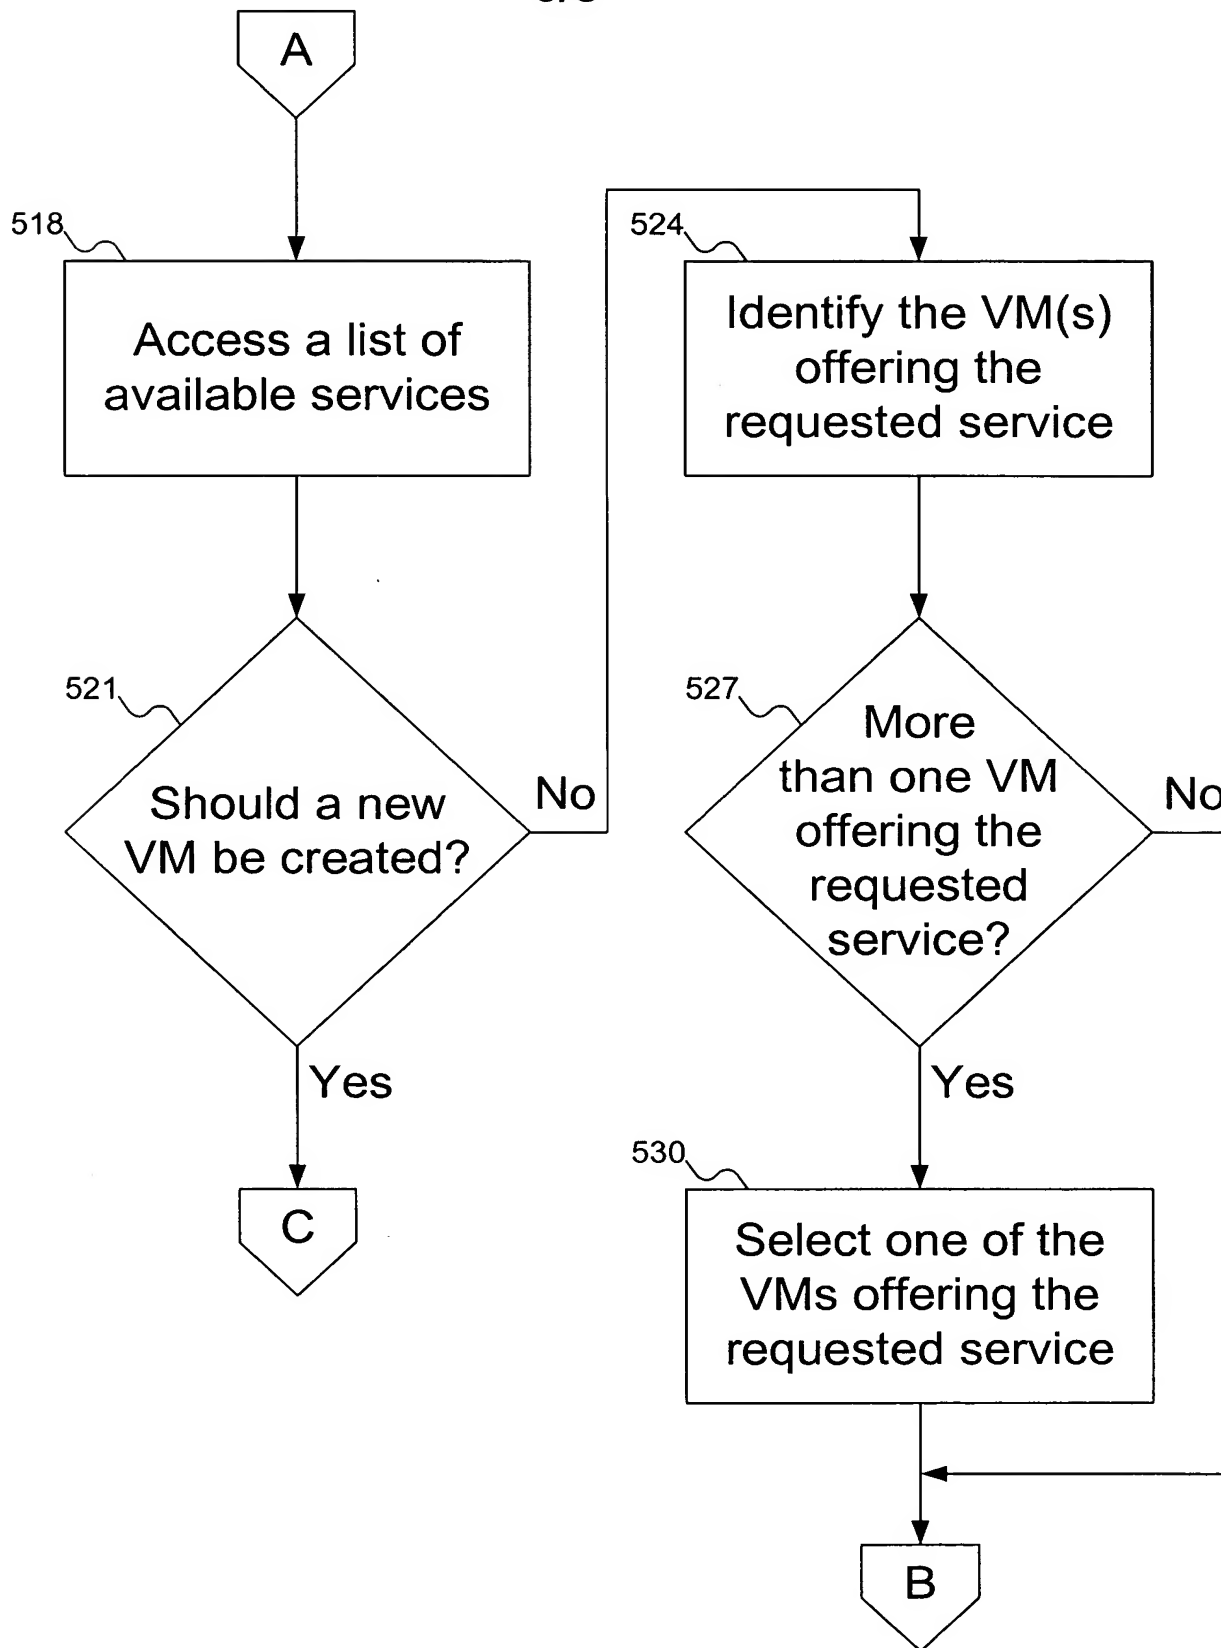 A
518
Access a list of
available services
521
Should a new
VM be created?
No
Yes
C
524
Identify the VM(s)
offering the
requested service
527
More
than one VM
offering the
requested
service?
No
Yes
530
Select one of the
VMs offering the
requested service
B